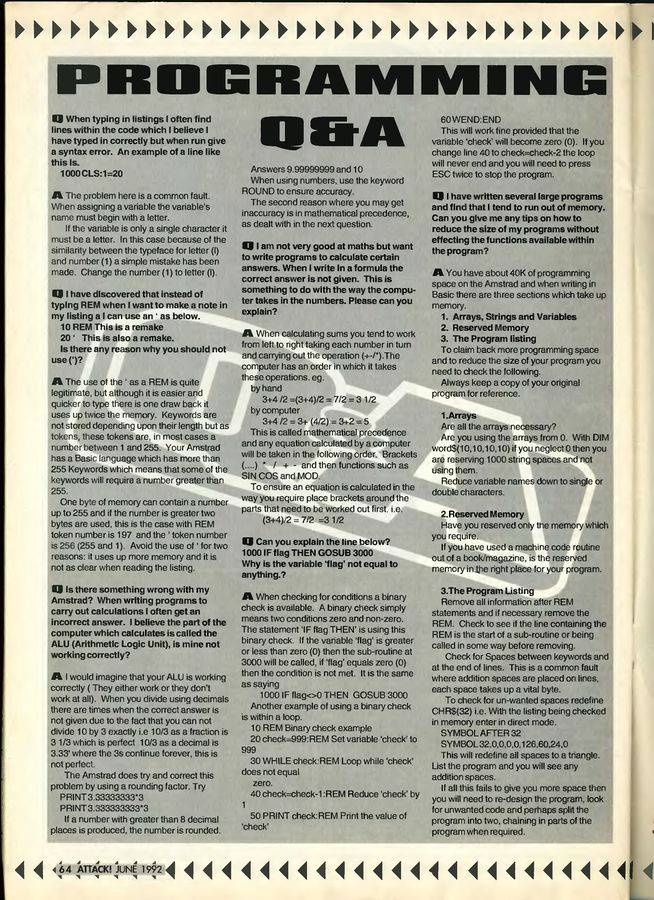 PROGRAMMING
Q&A
Q When typing in listings I often find
lines within the code which I believe I
have typed in correctly but when run give
a syntax error. An example of a line like
this is.
1000 CLS:1=20
A The problem here is a common fault.
When assigning a variable the variable's
name must begin with a letter.
If the variable is only a single character it
must be a letter. In this case because of the
similarity between the typeface for letter (l)
and number (1) a simple mistake has been
made. Change the number (1) to letter (l).
Q I have discovered that instead of
typing REM when I want to make a note in
my listing a I can use an ' as below.
10 REM This is a remake
20 ' This is also a remake.
Is there any reason why you should not
use (')?
A The use of the ' as a REM is quite
legitimate, but although it is easier and
quicker to type there is one draw back it
uses up twice the memory. Keywords are
not stored depending upon their length but as
tokens, these tokens are, in most cases a
number between 1 and 255. Your Amstrad
has a Basic language which has more than
255 Keywords which means that some of the
keywords will require a number greater than
255.
One byte of memory can contain a number
up to 255 and if the number is greater two
bytes are used, this is the case with REM
token number is 197 and the ' token number
is 256 (255 and 1). Avoid the use of ' for two
reasons: it uses up more memory and it is
not as clear when reading the listing.
Q Is there something wrong with my
Amstrad? When writing programs to
carry out calculations I often get an
incorrect answer. I believe the part of the
computer which calculates is called the
ALU (Arithmetic Logic Unit), is mine not
working correctly?
A I would imagine that your ALU is working
correctly ( They either work or they don't
work at all). When you divide using decimals
there are times when the correct answer is
not given due to the fact that you can not
divide 10 by 3 exactly i.e 10/3 as a fraction is
3 1/3 which is perfect 10/3 as a decimal is
3.33' where the 3s continue forever, this is
not perfect.
The Amstrad does try and correct this
problem by using a rounding factor. Try
PRINT 3.33333333*3
PRINT 3.333333333*3
If a number with greater than 8 decimal
places is produced, the number is rounded.
Answers 9.99999999 and 10
When using numbers, use the keyword
ROUND to ensure accuracy.
The second reason where you may get
inaccuracy is in mathematical precedence,
as dealt with in the next question.
Q I am not very good at maths but want
to write programs to calculate certain
answers. When I write in a formula the
correct answer is not given. This is
something to do with the way the compu-
ter takes in the numbers. Please can you
explain?
A When calculating sums you tend to work
from left to right taking each number in turn
and carrying out the operation (+-/*).The
computer has an order in which it takes
these operations. eg.
by hand
3+4 /2 =(3+4)/2 = 7/2 = 3 1/2
by computer
3+4 /2 = 3+ (4/2) = 3+2 = 5
This is called mathematical precedence
and any equation calculated by a computer
will be taken in the following order, Brackets
(....) * / + - and then functions such as
SIN COS and MOD.
To ensure an equation is calculated in the
way you require place brackets around the
parts that need to be worked out first. i.e.
(3+4)/2 = 7/2 =3 1/2
Q Can you explain the line below?
1000 IF flag THEN GOSUB 3000
Why is the variable 'flag' not equal to
anything.?
A When checking for conditions a binary
check is available. A binary check simply
means two conditions zero and non-zero.
The statement 'IF flag THEN' is using this
binary check. If the variable 'flag' is greater
or less than zero (0) then the sub-routine at
3000 will be called, if 'flag' equals zero (0)
then the condition is not met. It is the same
as saying
1000 IF flag<>0 THEN GOSUB 3000
Another example of using a binary check
is within a loop.
10 REM Binary check example
20 check=999:REM Set variable 'check' to
999
30 WHILE check:REM Loop while 'check'
does not equal
zero.
40 check=check-1:REM Reduce 'check' by
1
50 PRINT check:REM Print the value of
'check'
60 WEND:END
This will work fine provided that the
variable 'check' will become zero (0). If you
change line 40 to check=check-2 the loop
will never end and you will need to press
ESC twice to stop the program.
Q I have written several large programs
and find that I tend to run out of memory.
Can you give me any tips on how to
reduce the size of my programs without
effecting the functions available within
the program?
A You have about 40K of programming
space on the Amstrad and when writing in
Basic there are three sections which take up
memory.
1. Arrays, Strings and Variables
2. Reserved Memory
3. The Program listing
To claim back more programming space
and to reduce the size of your program you
need to check the following.
Always keep a copy of your original
program for reference.
1.Arrays
Are all the arrays necessary?
Are you using the arrays from 0. With DIM
word$(10,10,10,10) if you neglect 0 then you
are reserving 1000 string spaces and not
using them.
Reduce variable names down to single or
double characters.
2.Reserved Memory
Have you reserved only the memory which
you require.
If you have used a machine code routine
out of a book/magazine, is the reserved
memory in the right place for your program.
3.The Program Listing
Remove all information after REM
statements and if necessary remove the
REM. Check to see if the line containing the
REM is the start of a sub-routine or being
called in some way before removing.
Check for Spaces between keywords and
at the end of lines. This is a common fault
where addition spaces are placed on lines,
each space takes up a vital byte.
To check for un-wanted spaces redefine
CHR$(32) i.e. With the listing being checked
in memory enter in direct mode.
SYMBOL AFTER 32
SYMBOL 32,0,0,0,0,126,60,24,0
This will redefine all spaces to a triangle.
List the program and you will see any
addition spaces.
If all this fails to give you more space then
you will need to re-design the program, look
for unwanted code and perhaps split the
program into two, chaining in parts of the
program when required.
64 ATTACK! JUNE 1992